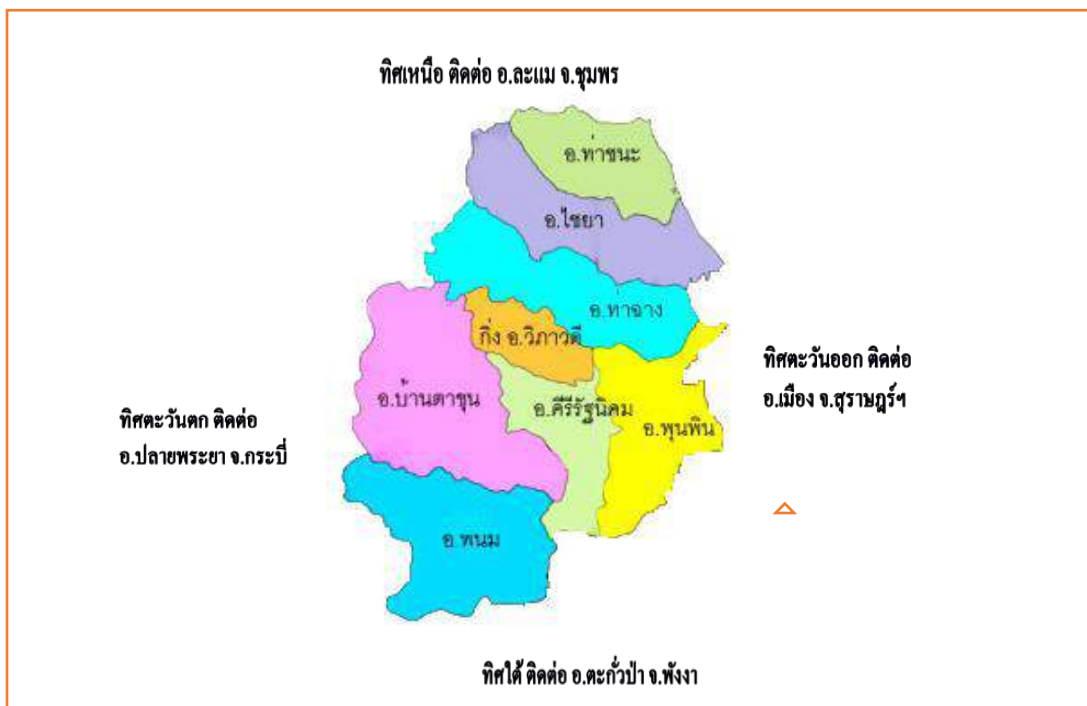 ทิศเหนือ ติดต่อ อ.ละแม จ.ชุมพร
อ.ท่าชนะ
อ.ไชยา
อ.ท่าฉาง
กิ่ง อ.วิภาวดี
ทิศตะวันออก ติดต่อ
อ.เมือง จ.สุราษฎร์ฯ
อ.บ้านตาขุน
อ.คีรีรัฐนิคม
อ.พุนพิน
ทิศตะวันตก ติดต่อ
อ.ปลายพระยา จ.กระบี่
อ.พนม
ทิศใต้ ติดต่อ อ.ตะกั่วป่า จ.พังงา